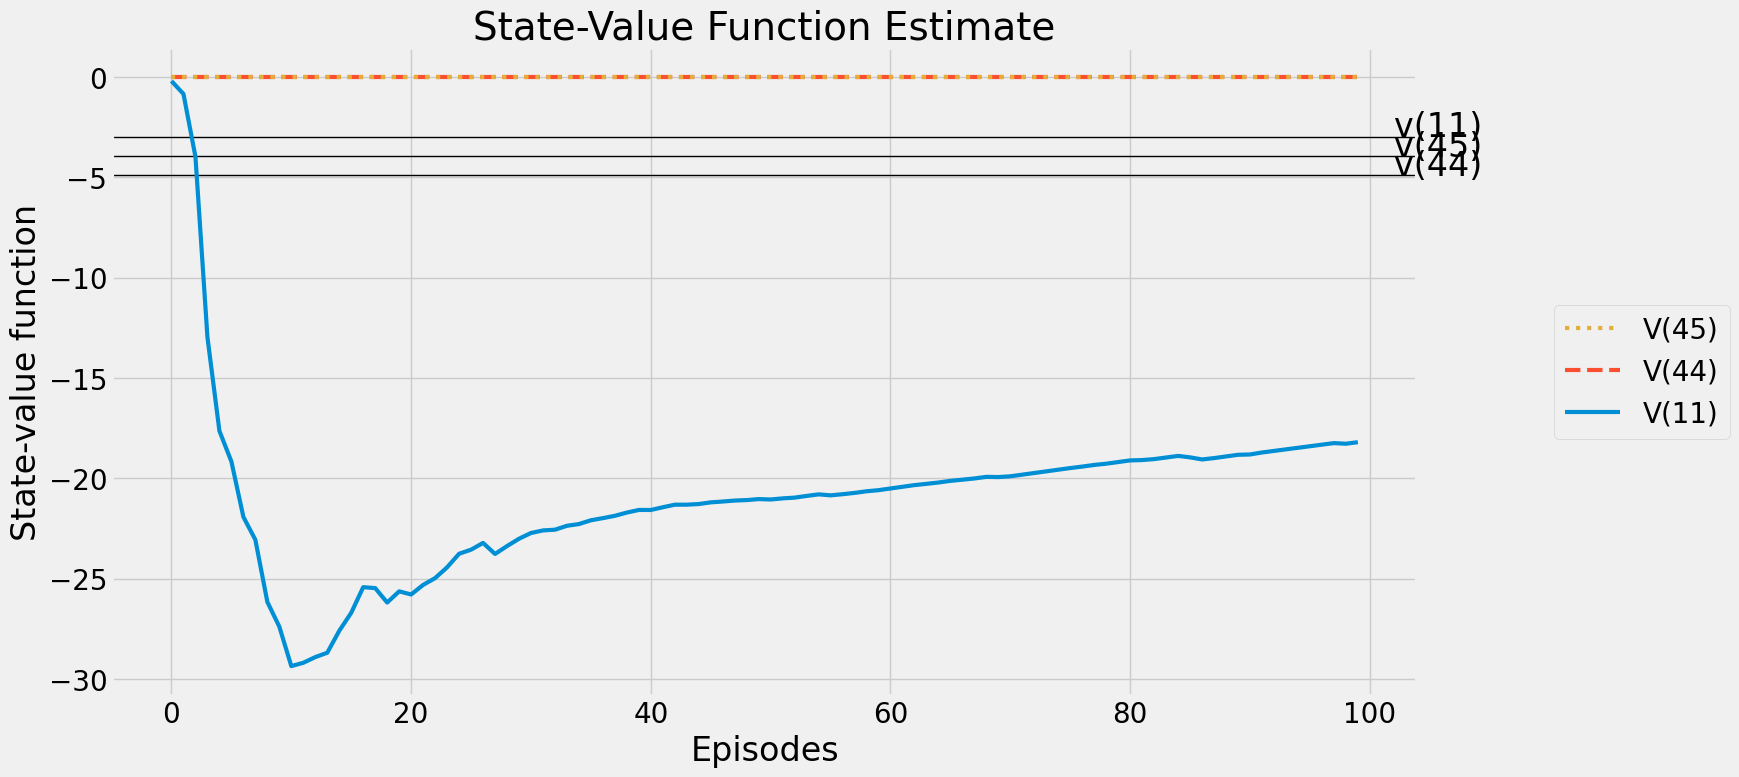 State-Value Function Estimate
State-value function
0
−5
−10
−15
−20
−25
−30
v(11)
v(45)
v(44)
V(45)
V(44)
V(11)
0 20 40 60 80 100
Episodes